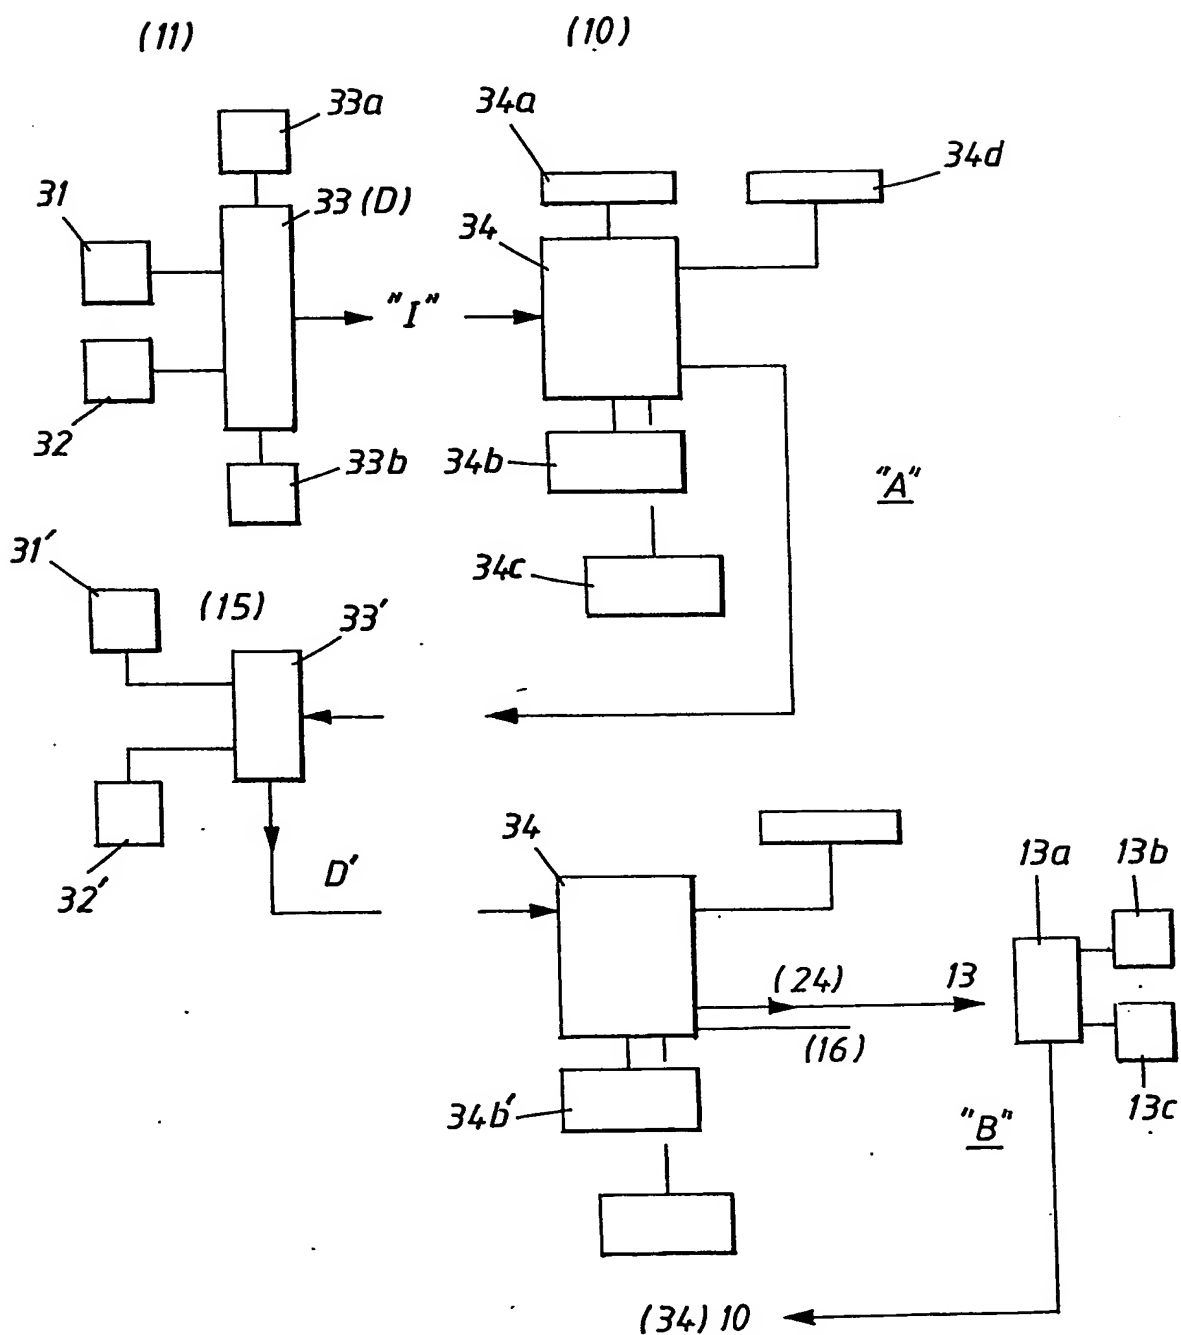 (11)
(10)
33a
34a
34d
31
33 (D)
34
"I"
32
33b
34b
"A"
31'
34c
(15)
33'
32'
D'
34
13a
13b
(24)
13
(16)
34b'
13c
"B"
(34) 10